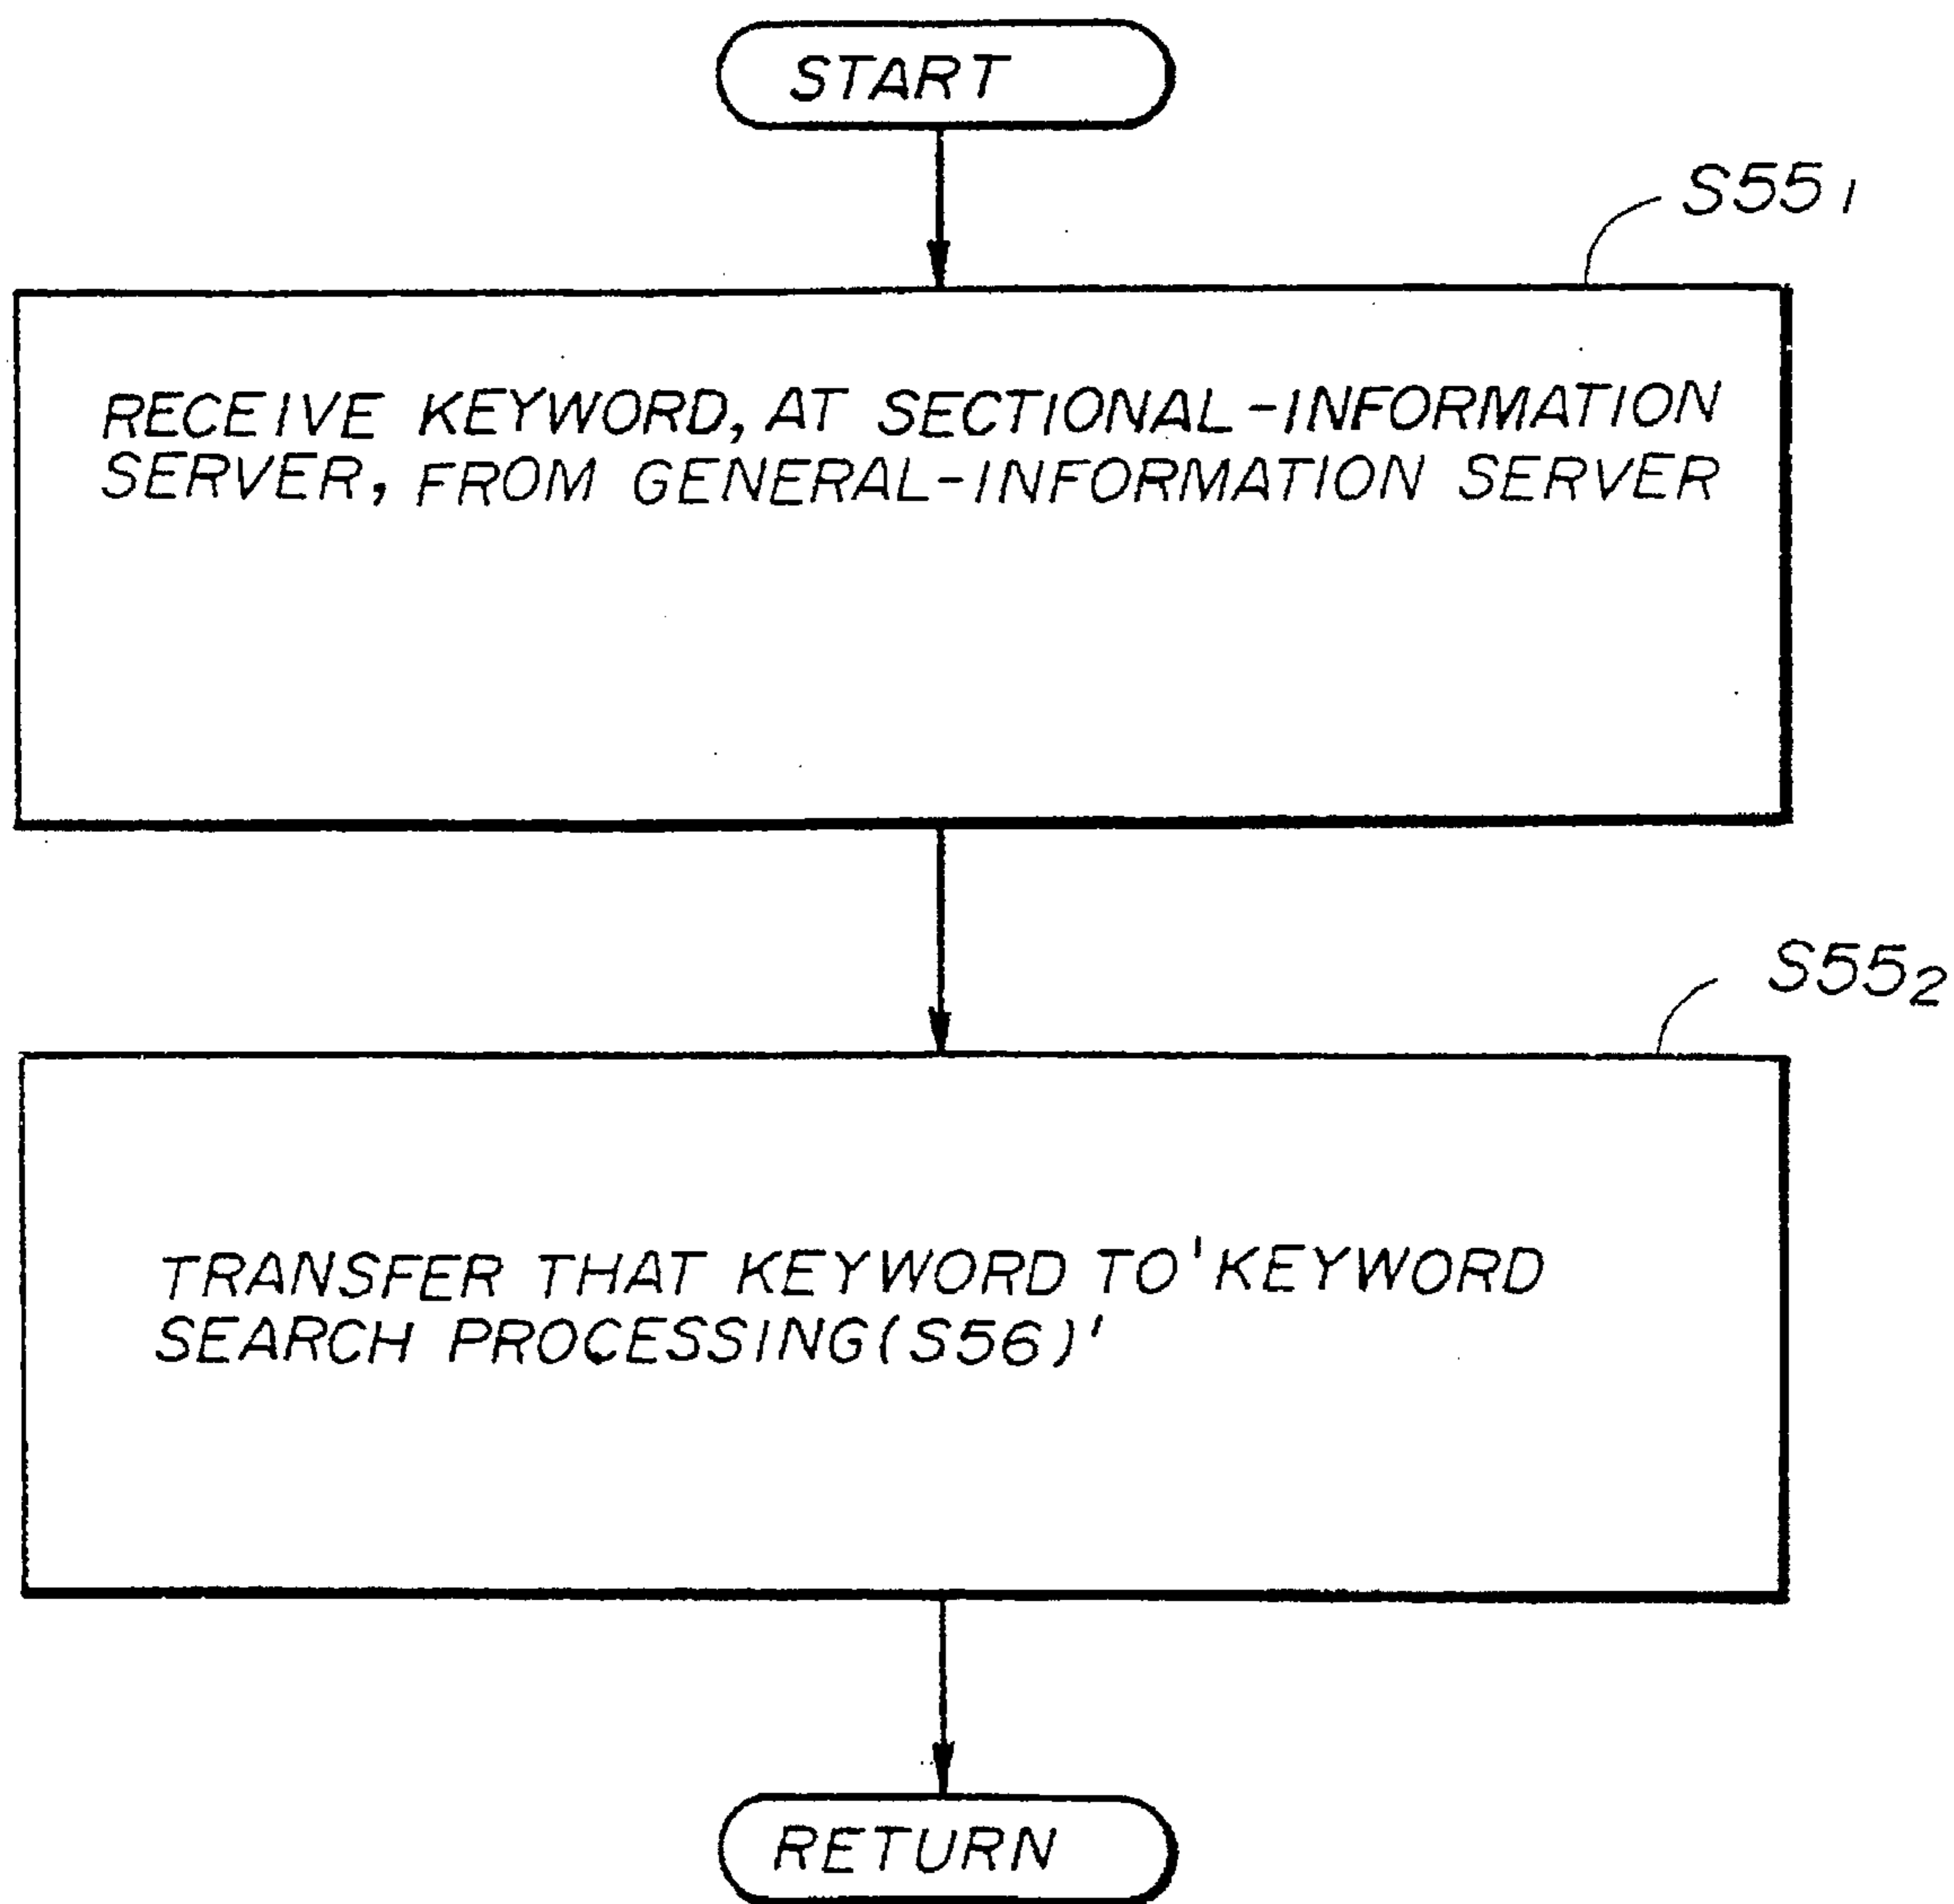 START
S55₁
RECEIVE KEYWORD, AT SECTIONAL-INFORMATION
SERVER, FROM GENERAL-INFORMATION SERVER
S55₂
TRANSFER THAT KEYWORD TO 'KEYWORD
SEARCH PROCESSING(S56)'
RETURN